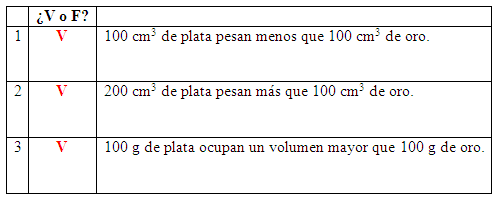 ¿V o F?
1 V 100 cm³ de plata pesan menos que 100 cm³ de oro.
2 V 200 cm³ de plata pesan más que 100 cm³ de oro.
3 V 100 g de plata ocupan un volumen mayor que 100 g de oro.